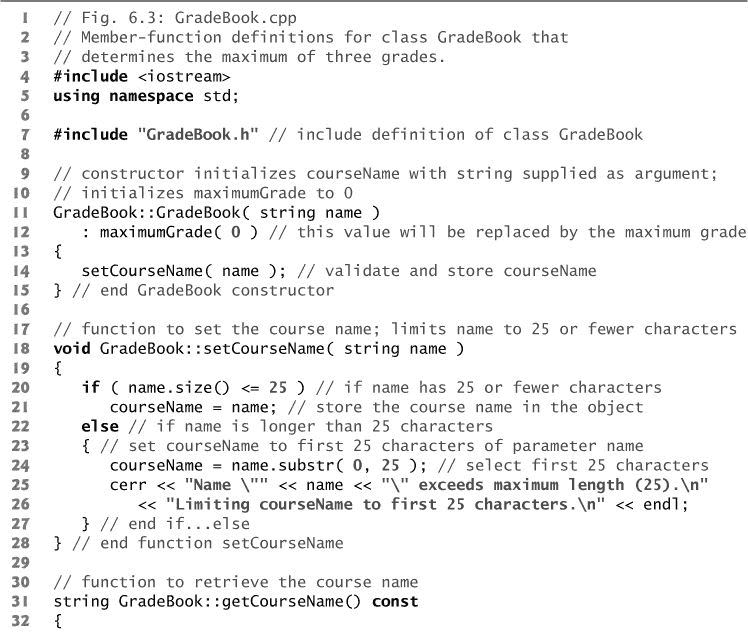 1 // Fig. 6.3: GradeBook.cpp
2 // Member-function definitions for class GradeBook that
3 // determines the maximum of three grades.
4 #include <iostream>
5 using namespace std;
6
7 #include "GradeBook.h" // include definition of class GradeBook
8
9 // constructor initializes courseName with string supplied as argument;
10 // initializes maximumGrade to 0
11 GradeBook::GradeBook( string name )
12    : maximumGrade( 0 ) // this value will be replaced by the maximum grade
13 {
14    setCourseName( name ); // validate and store courseName
15 } // end GradeBook constructor
16
17 // function to set the course name; limits name to 25 or fewer characters
18 void GradeBook::setCourseName( string name )
19 {
20    if ( name.size() <= 25 ) // if name has 25 or fewer characters
21       courseName = name; // store the course name in the object
22    else // if name is longer than 25 characters
23    { // set courseName to first 25 characters of parameter name
24       courseName = name.substr( 0, 25 ); // select first 25 characters
25       cerr << "Name \"" << name << "\" exceeds maximum length (25).\n"
26          << "Limiting courseName to first 25 characters.\n" << endl;
27    } // end if...else
28 } // end function setCourseName
29
30 // function to retrieve the course name
31 string GradeBook::getCourseName() const
32 {